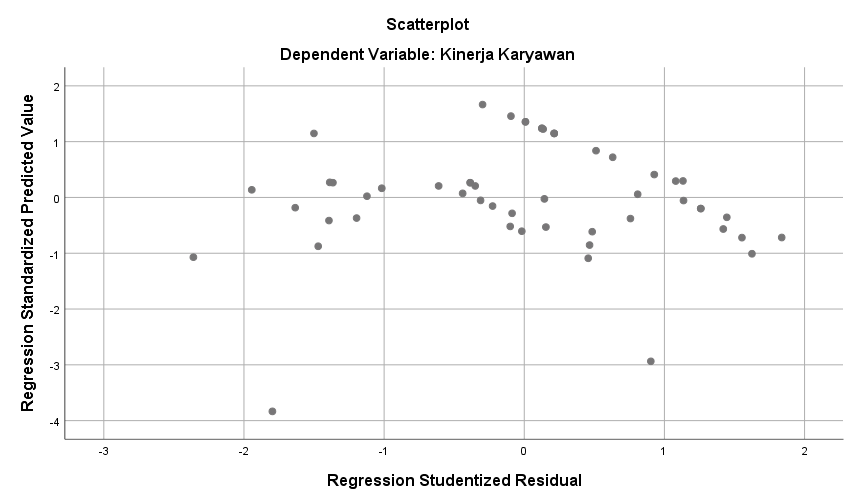 Scatterplot
Dependent Variable: Kinerja Karyawan
Regression Standardized Predicted Value
2
1
0
-1
-2
-3
-4
-3 -2 -1 0 1 2
Regression Studentized Residual